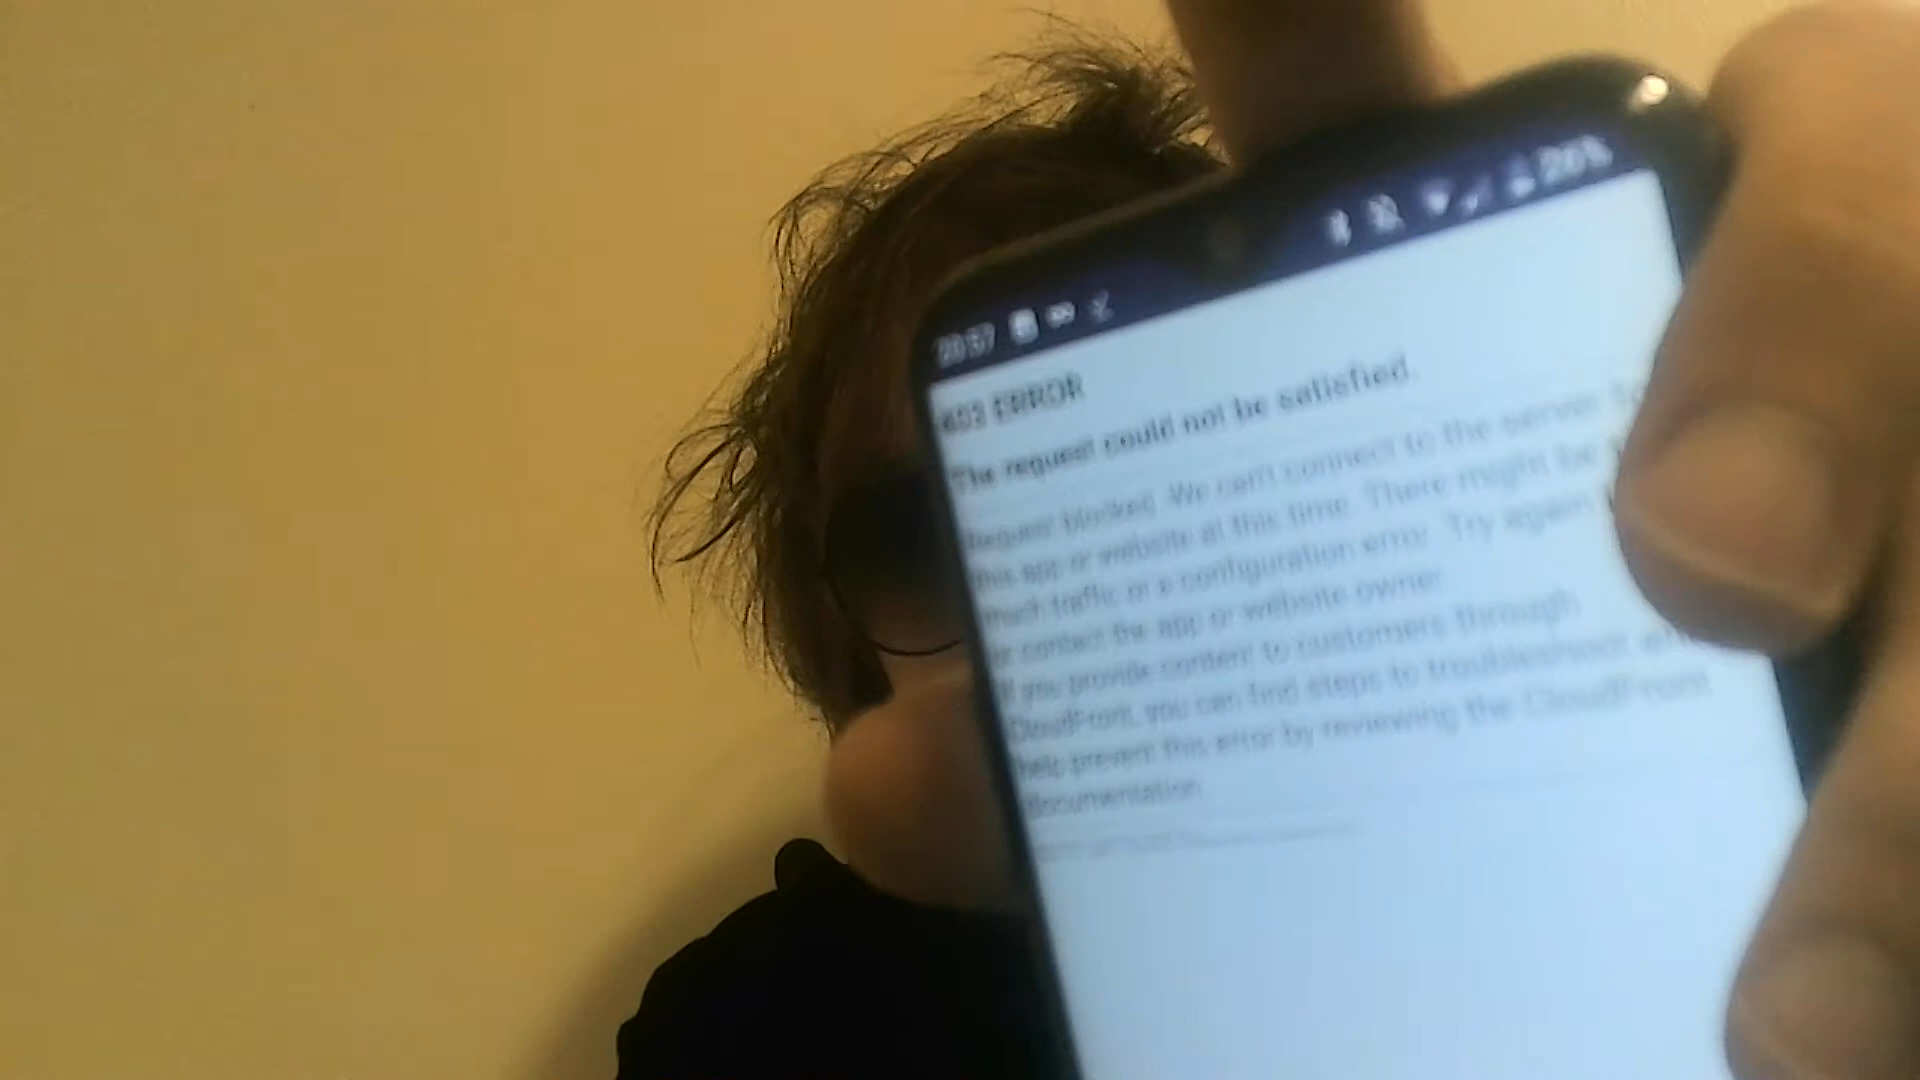 20:57
403 ERROR
The request could not be satisfied.
Request blocked. We can't connect to the server fo
this app or website at this time. There might be
much traffic or a configuration error. Try again
or contact the app or website owner.
If you provide content to customers through
CloudFront, you can find steps to troubleshoot and
help prevent this error by reviewing the CloudFront
documentation.